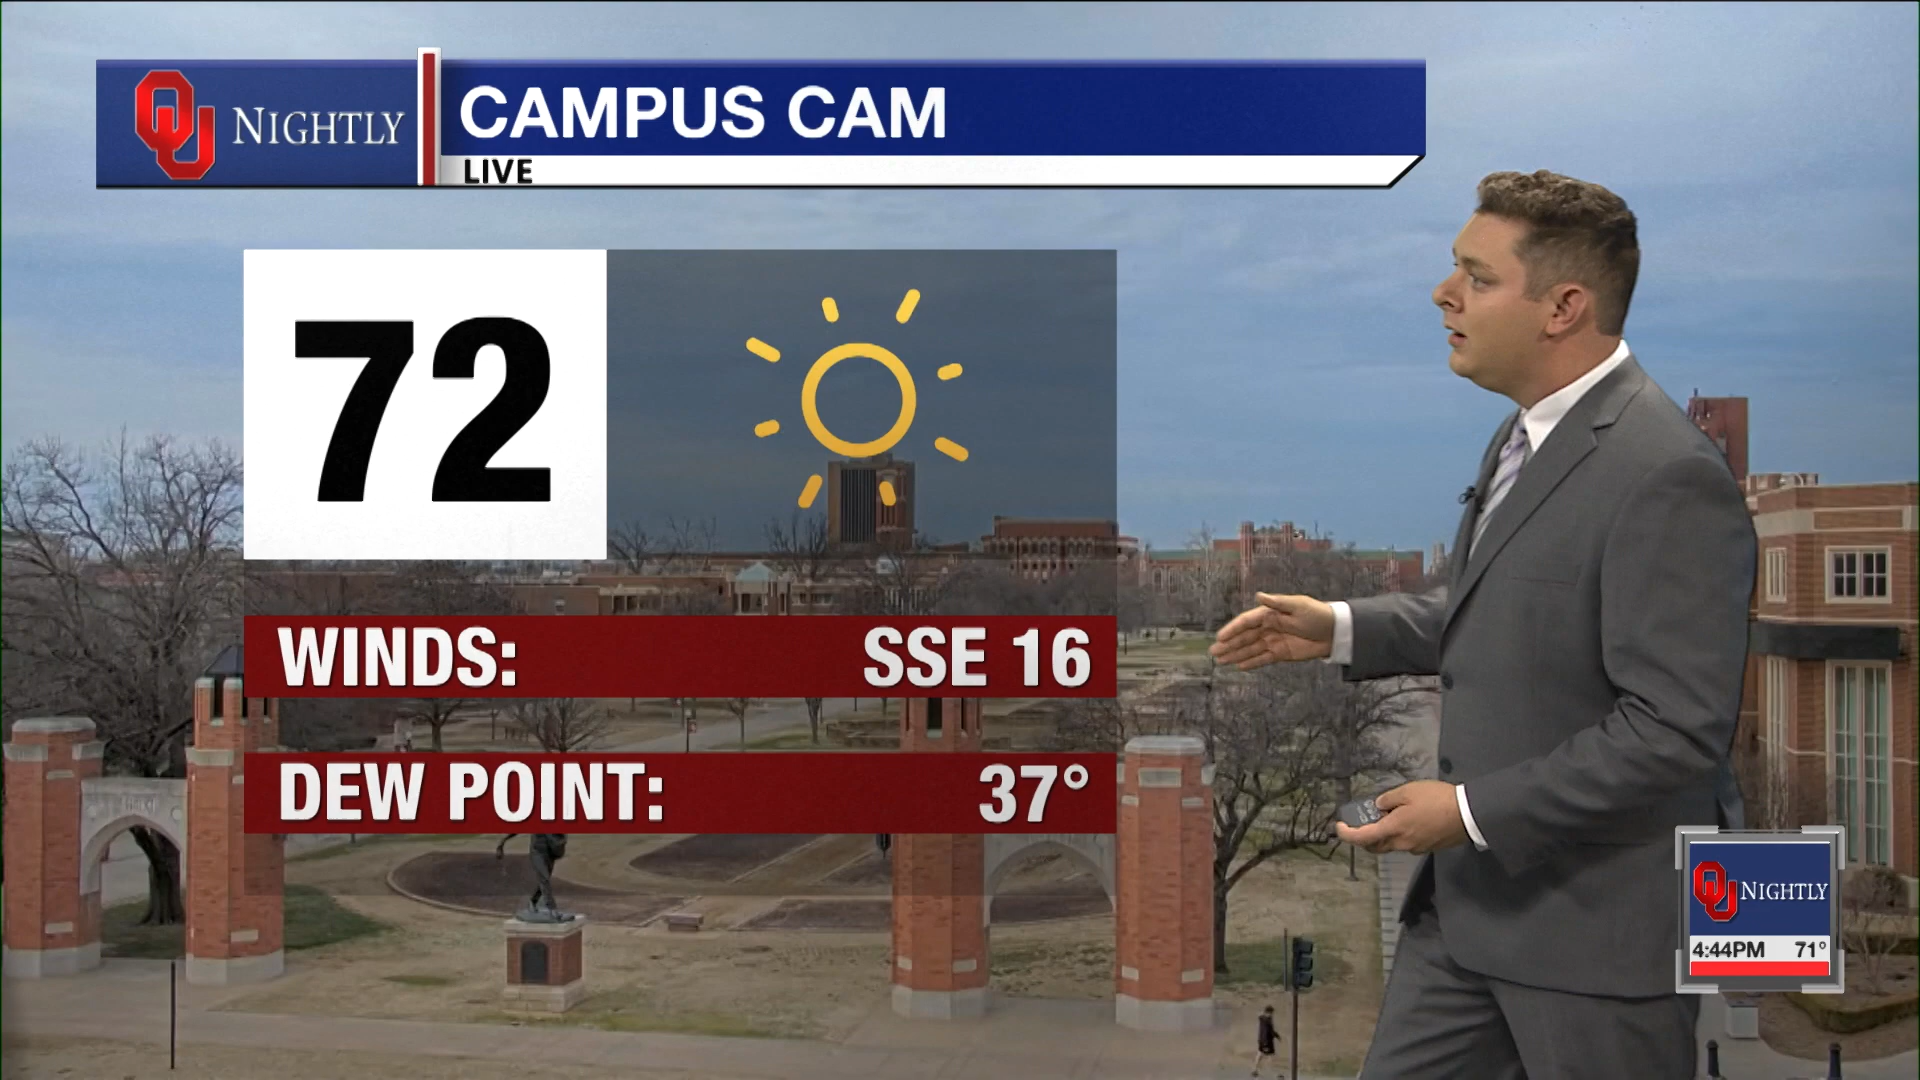 OU NIGHTLY
CAMPUS CAM
LIVE
72
WINDS: SSE 16
DEW POINT: 37°
OU NIGHTLY
4:44PM 71°